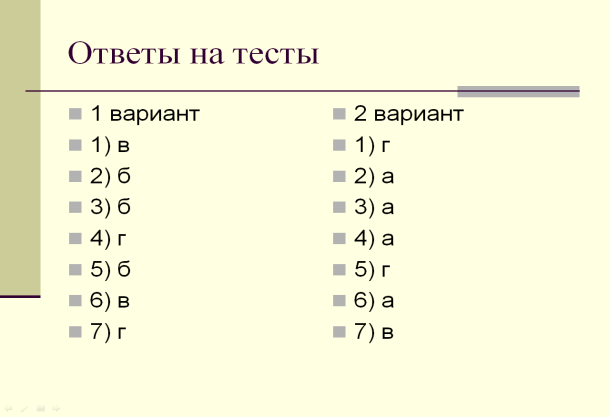 Ответы на тесты
1 вариант
1) в
2) б
3) б
4) г
5) б
6) в
7) г
2 вариант
1) г
2) а
3) а
4) а
5) г
6) а
7) в